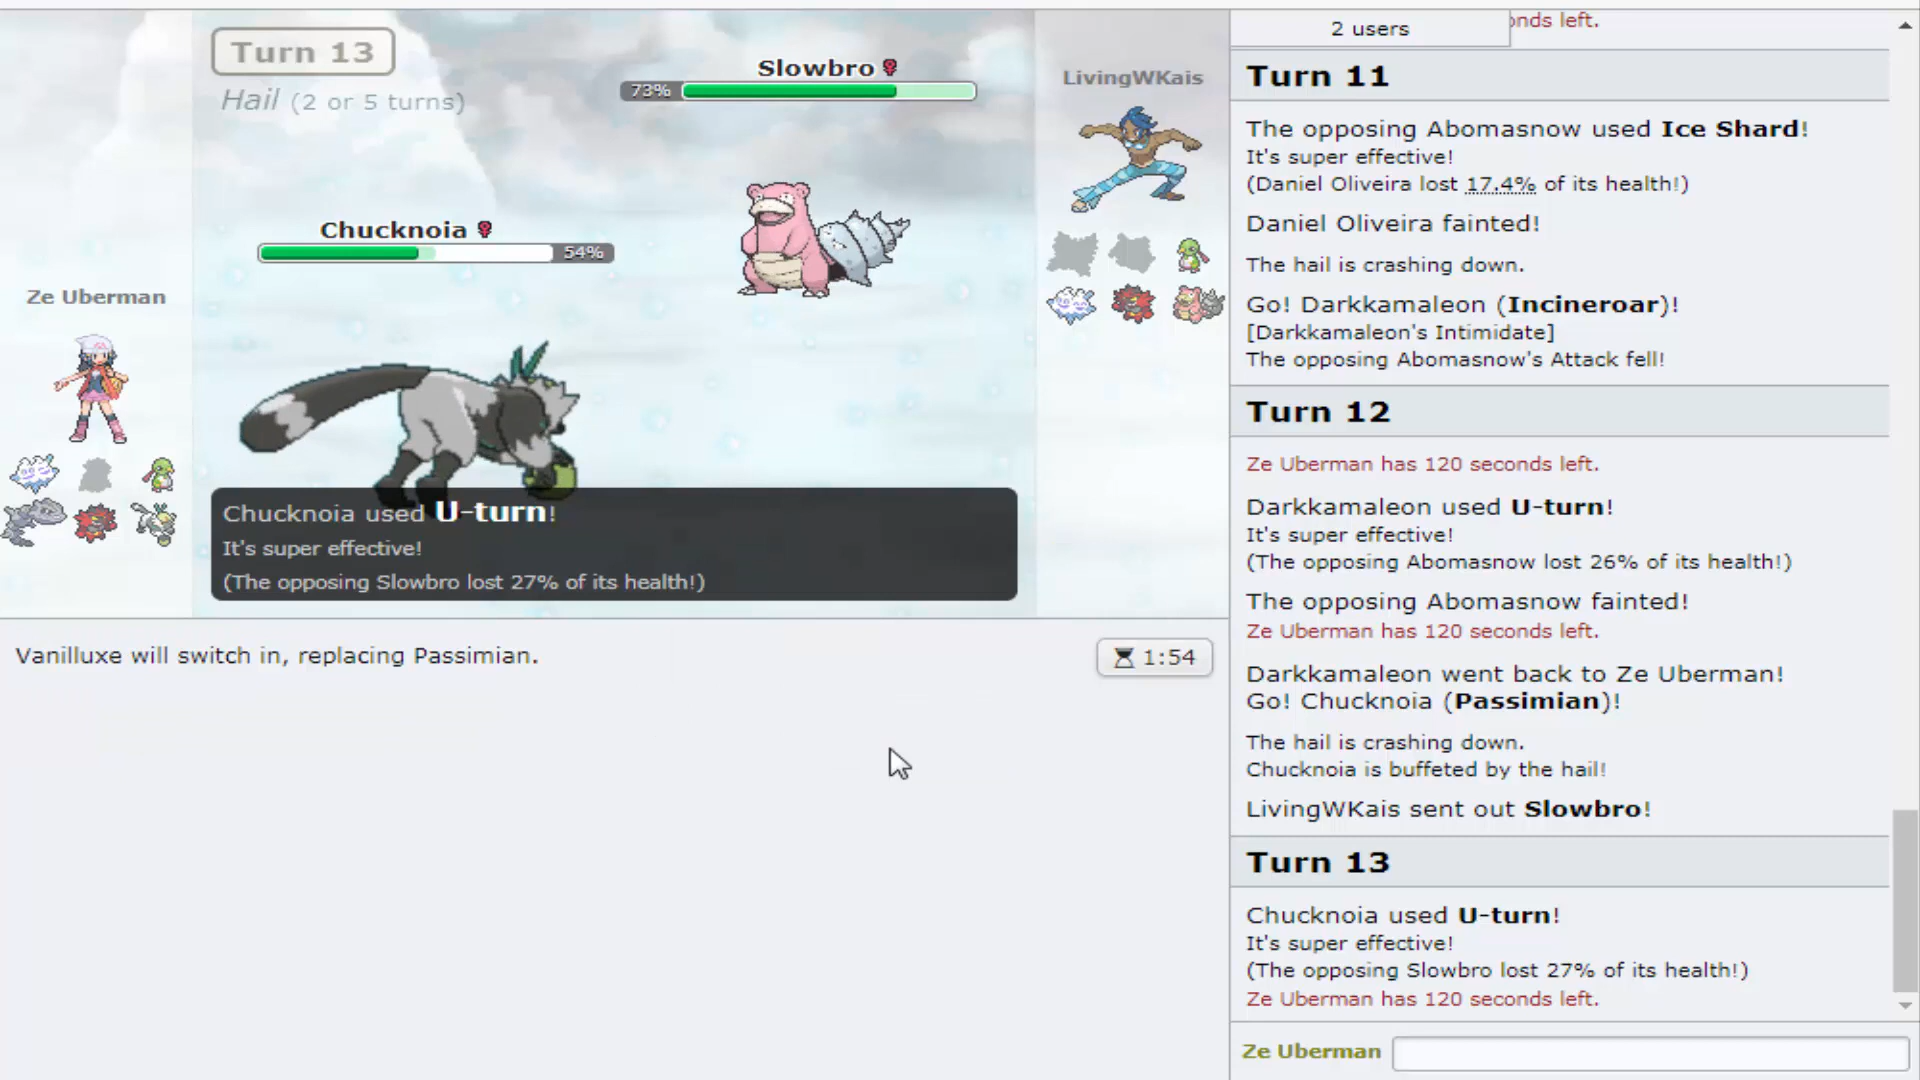 Turn 13
Hail (2 or 5 turns)
Slowbro
73%
Chucknoia
54%
Ze Uberman
LivingWKais
Chucknoia used U-turn!
It's super effective!
(The opposing Slowbro lost 27% of its health!)
Vanilluxe will switch in, replacing Passimian.
1:54
2 users
onds left.
Turn 11
The opposing Abomasnow used Ice Shard!
It's super effective!
(Daniel Oliveira lost 17.4% of its health!)
Daniel Oliveira fainted!
The hail is crashing down.
Go! Darkkamaleon (Incineroar)!
[Darkkamaleon's Intimidate]
The opposing Abomasnow's Attack fell!
Turn 12
Ze Uberman has 120 seconds left.
Darkkamaleon used U-turn!
It's super effective!
(The opposing Abomasnow lost 26% of its health!)
The opposing Abomasnow fainted!
Ze Uberman has 120 seconds left.
Darkkamaleon went back to Ze Uberman!
Go! Chucknoia (Passimian)!
The hail is crashing down.
Chucknoia is buffeted by the hail!
LivingWKais sent out Slowbro!
Turn 13
Chucknoia used U-turn!
It's super effective!
(The opposing Slowbro lost 27% of its health!)
Ze Uberman has 120 seconds left.
Ze Uberman